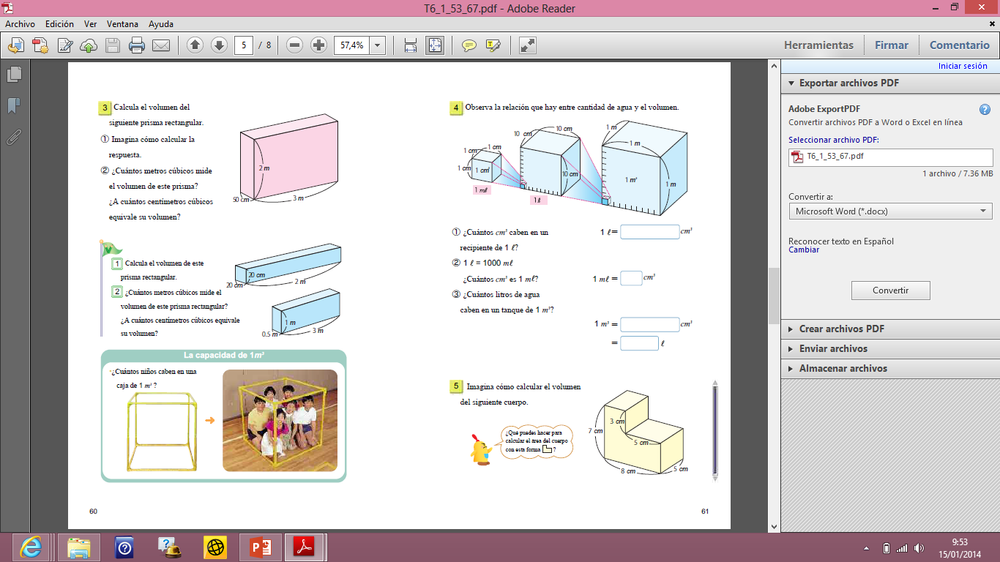 T6_1_53_67.pdf - Adobe Reader
Archivo Edición Ver Ventana Ayuda
5 / 8
57,4%
Herramientas Firmar Comentario
Iniciar sesión
3 Calcula el volumen del
siguiente prisma rectangular.
① Imagina cómo calcular la
respuesta.
② ¿Cuántos metros cúbicos mide
el volumen de este prisma?
¿A cuántos centímetros cúbicos
equivale su volumen?
2 m
50 cm
3 m
V
1 Calcula el volumen de este
prisma rectangular.
20 cm
20 cm
2 m
2 ¿Cuántos metros cúbicos mide el
volumen de este prisma rectangular?
¿A cuántos centímetros cúbicos equivale
su volumen?
1 m
0.5 m
3 m
La capacidad de 1m³
¿Cuántos niños caben en una
caja de 1 m³ ?
60
4 Observa la relación que hay entre cantidad de agua y el volumen.
1 cm
1 cm
1 cm
1 cm³
1 mℓ
10 cm
10 cm
10 cm
1 ℓ
1 m
1 m
1 m³
1 m
① ¿Cuántos cm³ caben en un
recipiente de 1 ℓ?
1 ℓ = cm³
② 1 ℓ = 1000 mℓ
¿Cuántos cm³ es 1 mℓ?
1 mℓ = cm³
③ ¿Cuántos litros de agua
caben en un tanque de 1 m³?
1 m³ = cm³
= ℓ
5 Imagina cómo calcular el volumen
del siguiente cuerpo.
¿Qué puedes hacer para
calcular el área del cuerpo
con esta forma ?
7 cm
3 cm
5 cm
8 cm
5 cm
61
Exportar archivos PDF
Adobe ExportPDF
Convertir archivos PDF a Word o Excel en línea
Seleccionar archivo PDF:
T6_1_53_67.pdf
1 archivo / 7.36 MB
Convertir a:
Microsoft Word (*.docx)
Reconocer texto en Español
Cambiar
Convertir
Crear archivos PDF
Enviar archivos
Almacenar archivos
9:53
15/01/2014